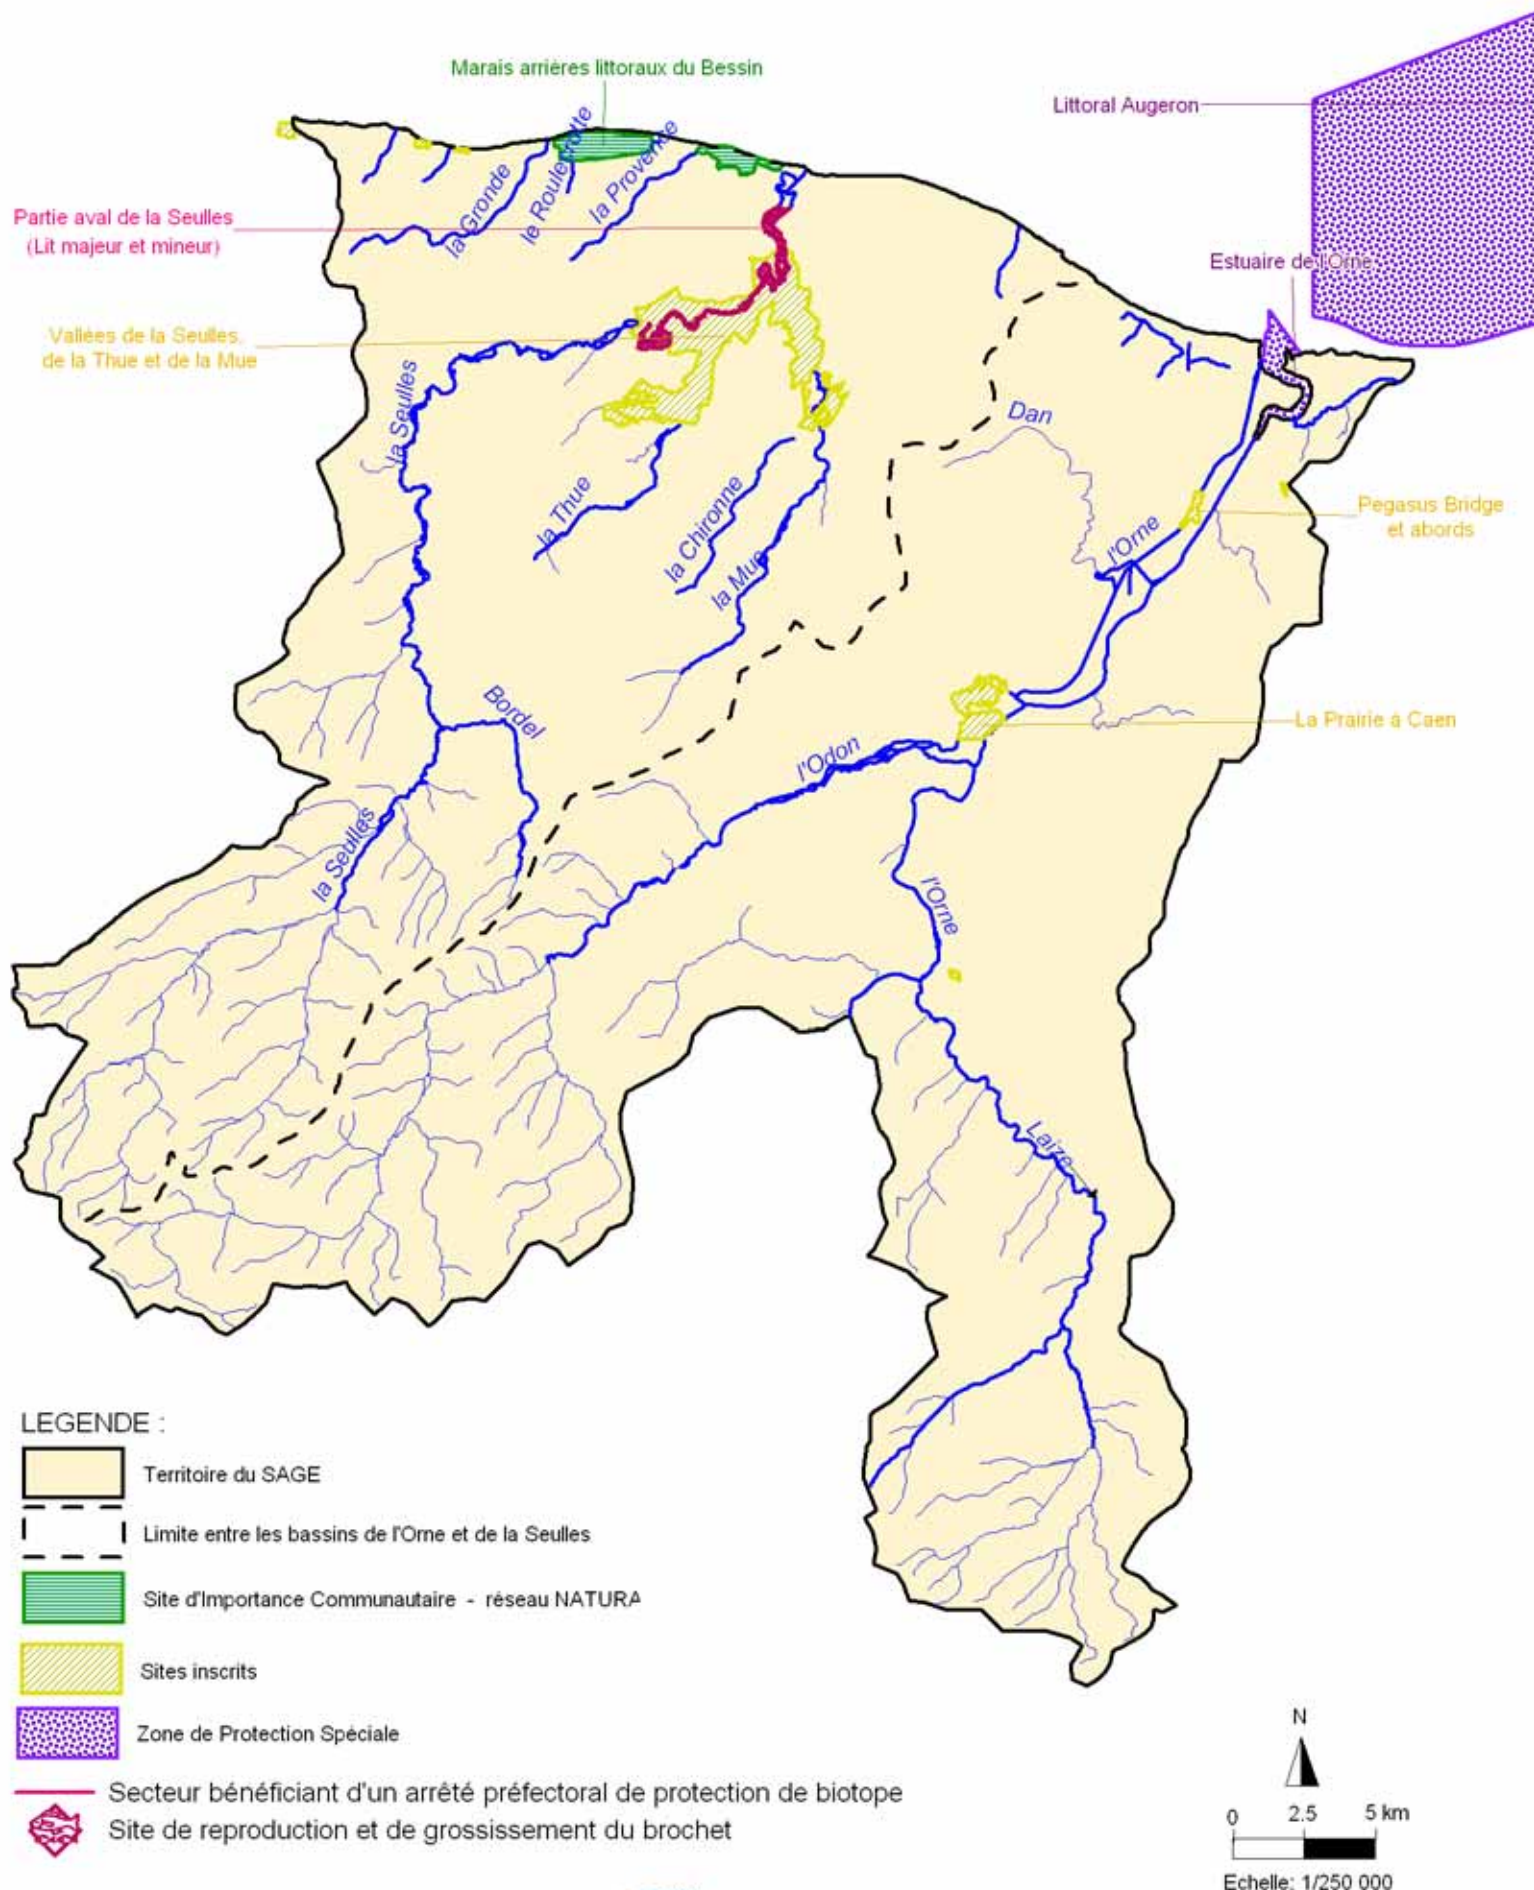 Marais arrières littoraux du Bessin
Littoral Augeron
la Gronde
le Roulecrotte
la Provence
Partie aval de la Seulles
(Lit majeur et mineur)
Estuaire de l'Orne
Vallées de la Seulles,
de la Thue et de la Mue
la Seulles
Dan
la Thue
la Chironne
la Mue
l'Orne
Pegasus Bridge
et abords
Bordel
La Prairie à Caen
l'Odon
la Seulles
l'Orne
Laize
LEGENDE :
Territoire du SAGE
Limite entre les bassins de l'Orne et de la Seulles
Site d'Importance Communautaire - réseau NATURA
Sites inscrits
Zone de Protection Spéciale
Secteur bénéficiant d'un arrêté préfectoral de protection de biotope
Site de reproduction et de grossissement du brochet
N
0 2.5 5 km
Echelle: 1/250 000